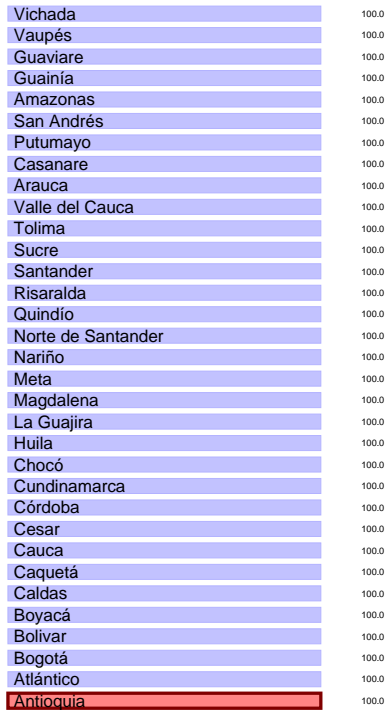 Vichada 100.0
Vaupés 100.0
Guaviare 100.0
Guainía 100.0
Amazonas 100.0
San Andrés 100.0
Putumayo 100.0
Casanare 100.0
Arauca 100.0
Valle del Cauca 100.0
Tolima 100.0
Sucre 100.0
Santander 100.0
Risaralda 100.0
Quindío 100.0
Norte de Santander 100.0
Nariño 100.0
Meta 100.0
Magdalena 100.0
La Guajira 100.0
Huila 100.0
Chocó 100.0
Cundinamarca 100.0
Córdoba 100.0
Cesar 100.0
Cauca 100.0
Caquetá 100.0
Caldas 100.0
Boyacá 100.0
Bolivar 100.0
Bogotá 100.0
Atlántico 100.0
Antioquia 100.0